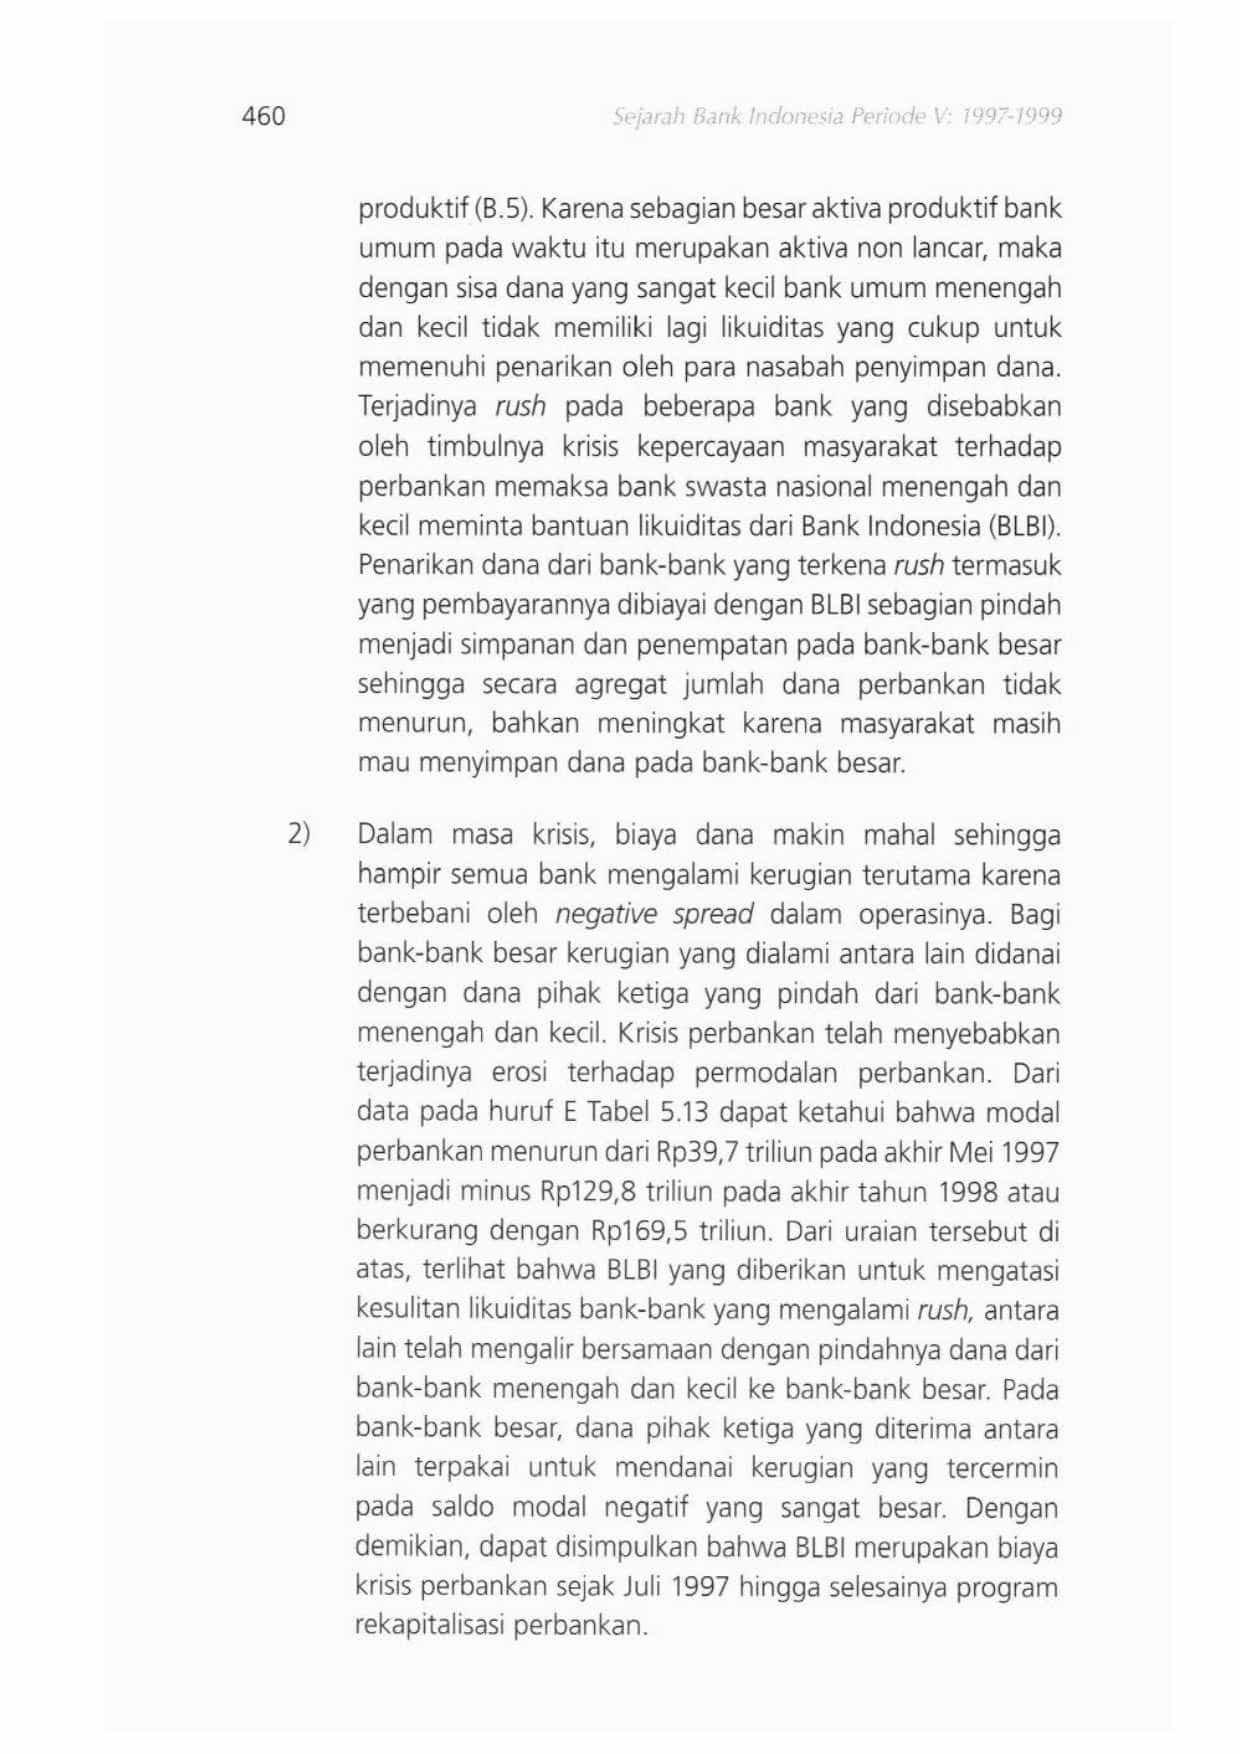 460
Sejarah Bank Indonesia Periode V: 1997-1999
produktif (B.5). Karena sebagian besar aktiva produktif bank
umum pada waktu itu merupakan aktiva non lancar, maka
dengan sisa dana yang sangat kecil bank umum menengah
dan kecil tidak memiliki lagi likuiditas yang cukup untuk
memenuhi penarikan oleh para nasabah penyimpan dana.
Terjadinya rush pada beberapa bank yang disebabkan
oleh timbulnya krisis kepercayaan masyarakat terhadap
perbankan memaksa bank swasta nasional menengah dan
kecil meminta bantuan likuiditas dari Bank Indonesia (BLBI).
Penarikan dana dari bank-bank yang terkena rush termasuk
yang pembayarannya dibiayai dengan BLBI sebagian pindah
menjadi simpanan dan penempatan pada bank-bank besar
sehingga secara agregat jumlah dana perbankan tidak
menurun, bahkan meningkat karena masyarakat masih
mau menyimpan dana pada bank-bank besar.
2) Dalam masa krisis, biaya dana makin mahal sehingga
hampir semua bank mengalami kerugian terutama karena
terbebani oleh negative spread dalam operasinya. Bagi
bank-bank besar kerugian yang dialami antara lain didanai
dengan dana pihak ketiga yang pindah dari bank-bank
menengah dan kecil. Krisis perbankan telah menyebabkan
terjadinya erosi terhadap permodalan perbankan. Dari
data pada huruf E Tabel 5.13 dapat ketahui bahwa modal
perbankan menurun dari Rp39,7 triliun pada akhir Mei 1997
menjadi minus Rp129,8 triliun pada akhir tahun 1998 atau
berkurang dengan Rp169,5 triliun. Dari uraian tersebut di
atas, terlihat bahwa BLBI yang diberikan untuk mengatasi
kesulitan likuiditas bank-bank yang mengalami rush, antara
lain telah mengalir bersamaan dengan pindahnya dana dari
bank-bank menengah dan kecil ke bank-bank besar. Pada
bank-bank besar, dana pihak ketiga yang diterima antara
lain terpakai untuk mendanai kerugian yang tercermin
pada saldo modal negatif yang sangat besar. Dengan
demikian, dapat disimpulkan bahwa BLBI merupakan biaya
krisis perbankan sejak Juli 1997 hingga selesainya program
rekapitalisasi perbankan.